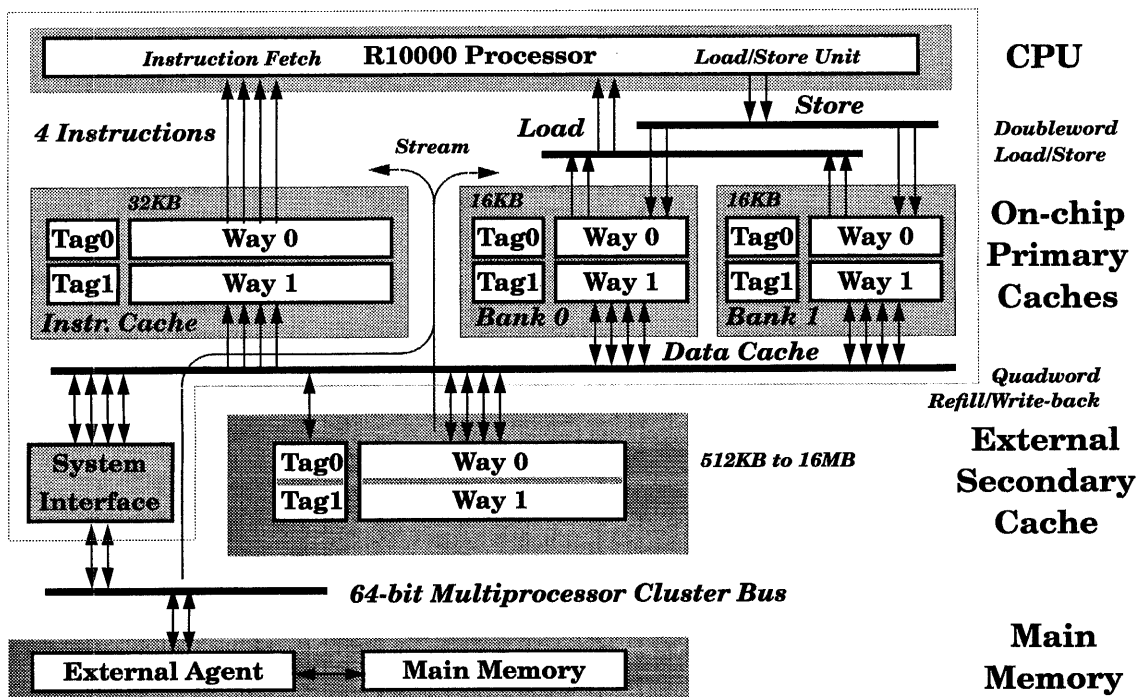 Instruction Fetch R10000 Processor Load/Store Unit
CPU
4 Instructions
Stream
Load
Store
Doubleword
Load/Store
32KB
Tag0 Way 0
Tag1 Way 1
Instr. Cache
16KB
Tag0 Way 0
Tag1 Way 1
Bank 0
16KB
Tag0 Way 0
Tag1 Way 1
Bank 1
Data Cache
On-chip
Primary
Caches
Quadword
Refill/Write-back
System
Interface
Tag0 Way 0
Tag1 Way 1
512KB to 16MB
External
Secondary
Cache
64-bit Multiprocessor Cluster Bus
External Agent Main Memory
Main
Memory